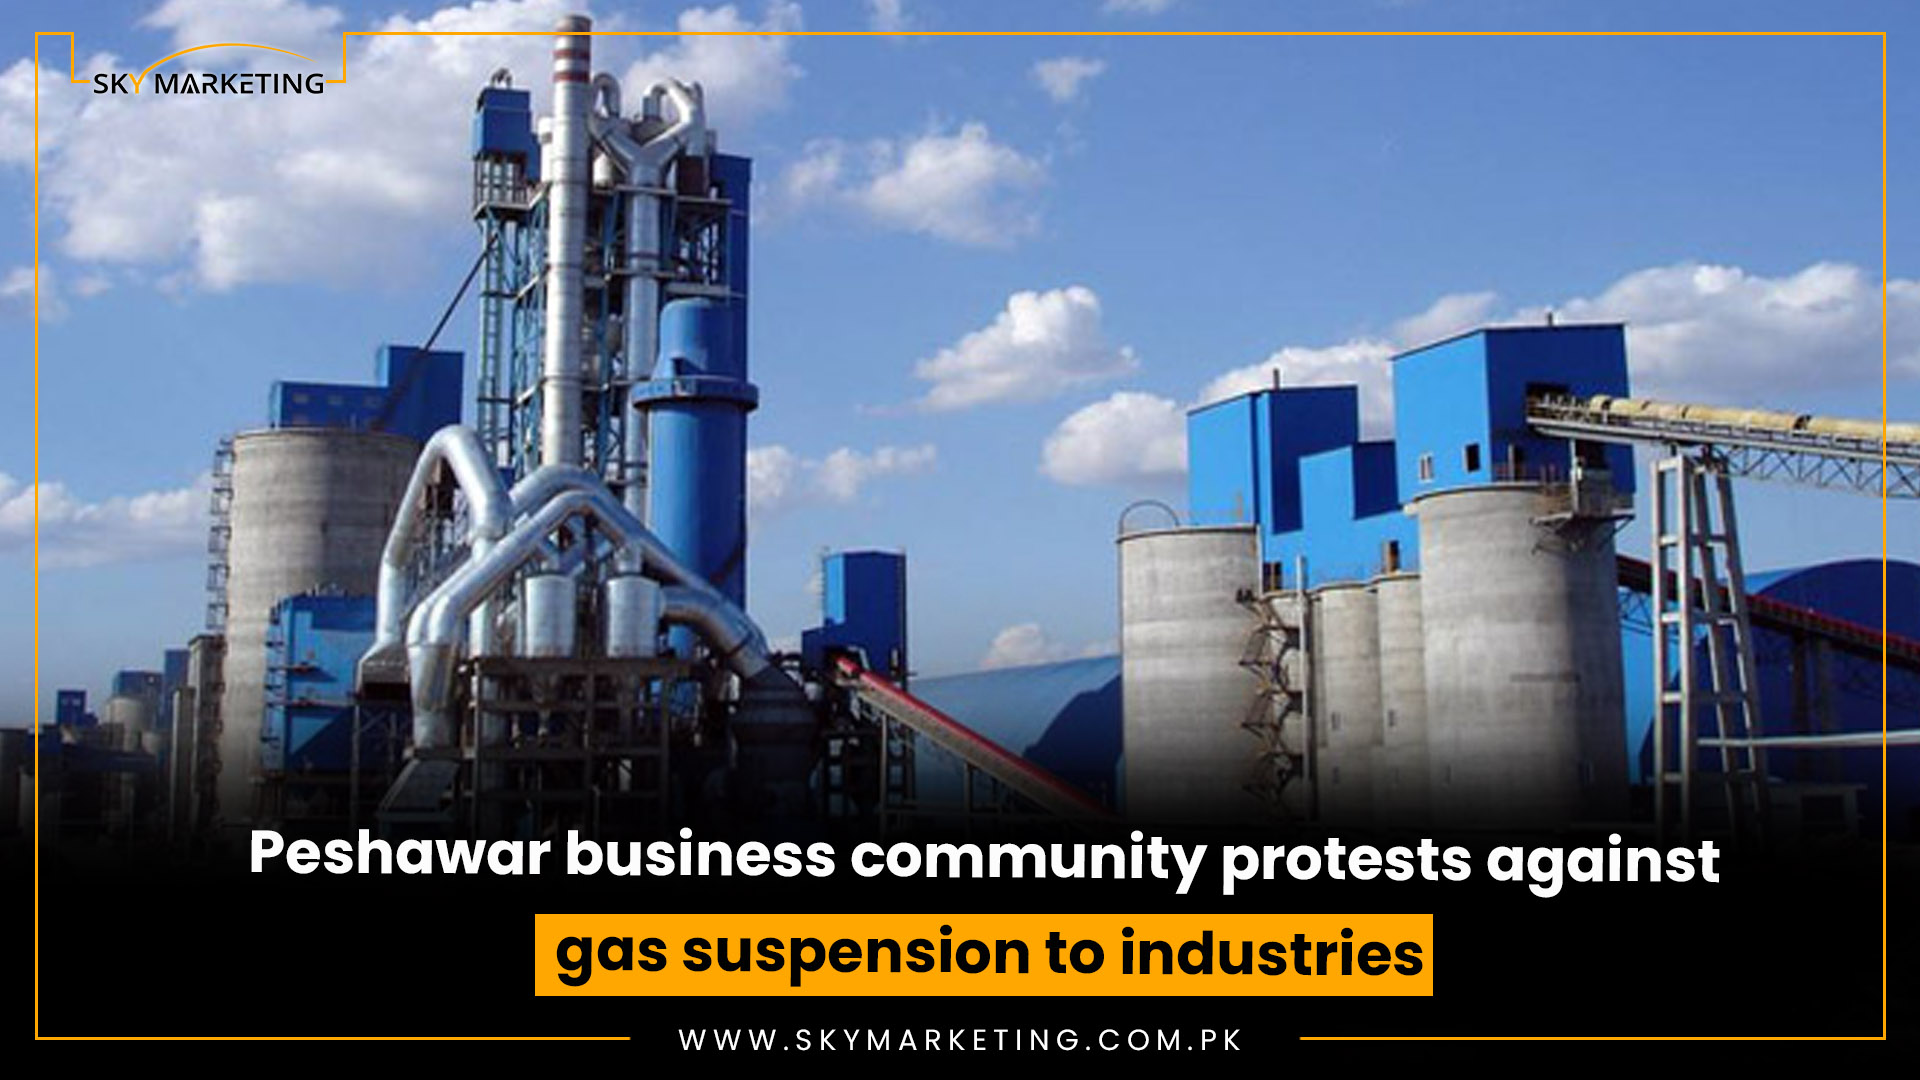 SKY MARKETING
Peshawar business community protests against
gas suspension to industries
WWW.SKYMARKETING.COM.PK